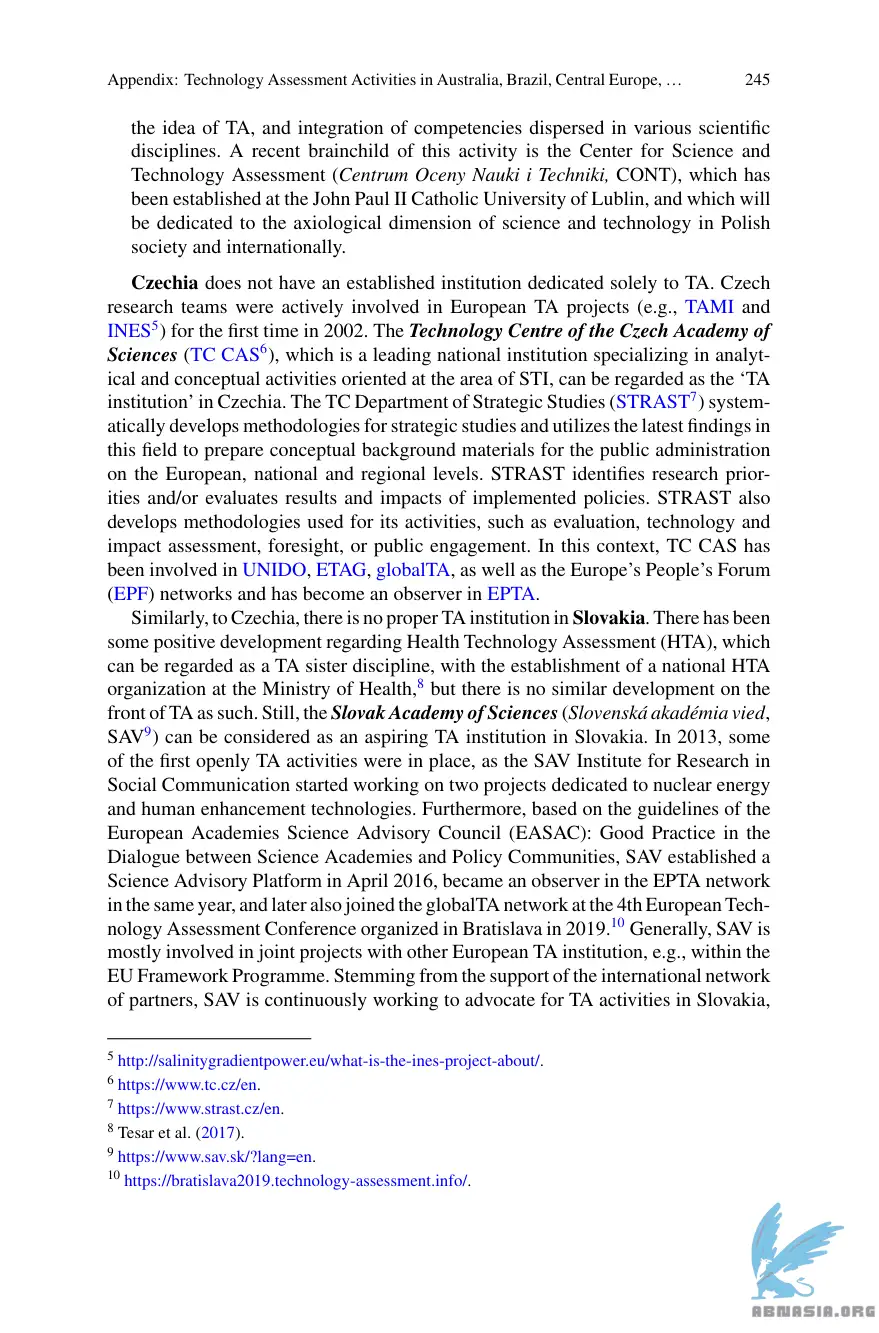 Appendix: Technology Assessment Activities in Australia, Brazil, Central Europe, … 245
the idea of TA, and integration of competencies dispersed in various scientific
disciplines. A recent brainchild of this activity is the Center for Science and
Technology Assessment (Centrum Oceny Nauki i Techniki, CONT), which has
been established at the John Paul II Catholic University of Lublin, and which will
be dedicated to the axiological dimension of science and technology in Polish
society and internationally.
Czechia does not have an established institution dedicated solely to TA. Czech
research teams were actively involved in European TA projects (e.g., TAMI and
INES5) for the first time in 2002. The Technology Centre of the Czech Academy of
Sciences (TC CAS6), which is a leading national institution specializing in analyt-
ical and conceptual activities oriented at the area of STI, can be regarded as the ‘TA
institution’ in Czechia. The TC Department of Strategic Studies (STRAST7) system-
atically develops methodologies for strategic studies and utilizes the latest findings in
this field to prepare conceptual background materials for the public administration
on the European, national and regional levels. STRAST identifies research prior-
ities and/or evaluates results and impacts of implemented policies. STRAST also
develops methodologies used for its activities, such as evaluation, technology and
impact assessment, foresight, or public engagement. In this context, TC CAS has
been involved in UNIDO, ETAG, globalTA, as well as the Europe’s People’s Forum
(EPF) networks and has become an observer in EPTA.
Similarly, to Czechia, there is no proper TA institution in Slovakia. There has been
some positive development regarding Health Technology Assessment (HTA), which
can be regarded as a TA sister discipline, with the establishment of a national HTA
organization at the Ministry of Health,8 but there is no similar development on the
front of TA as such. Still, the Slovak Academy of Sciences (Slovenská akadémia vied,
SAV9) can be considered as an aspiring TA institution in Slovakia. In 2013, some
of the first openly TA activities were in place, as the SAV Institute for Research in
Social Communication started working on two projects dedicated to nuclear energy
and human enhancement technologies. Furthermore, based on the guidelines of the
European Academies Science Advisory Council (EASAC): Good Practice in the
Dialogue between Science Academies and Policy Communities, SAV established a
Science Advisory Platform in April 2016, became an observer in the EPTA network
in the same year, and later also joined the globalTA network at the 4th European Tech-
nology Assessment Conference organized in Bratislava in 2019.10 Generally, SAV is
mostly involved in joint projects with other European TA institution, e.g., within the
EU Framework Programme. Stemming from the support of the international network
of partners, SAV is continuously working to advocate for TA activities in Slovakia,
5 http://salinitygradientpower.eu/what-is-the-ines-project-about/.
6 https://www.tc.cz/en.
7 https://www.strast.cz/en.
8 Tesar et al. (2017).
9 https://www.sav.sk/?lang=en.
10 https://bratislava2019.technology-assessment.info/.
ABNASIA.ORG